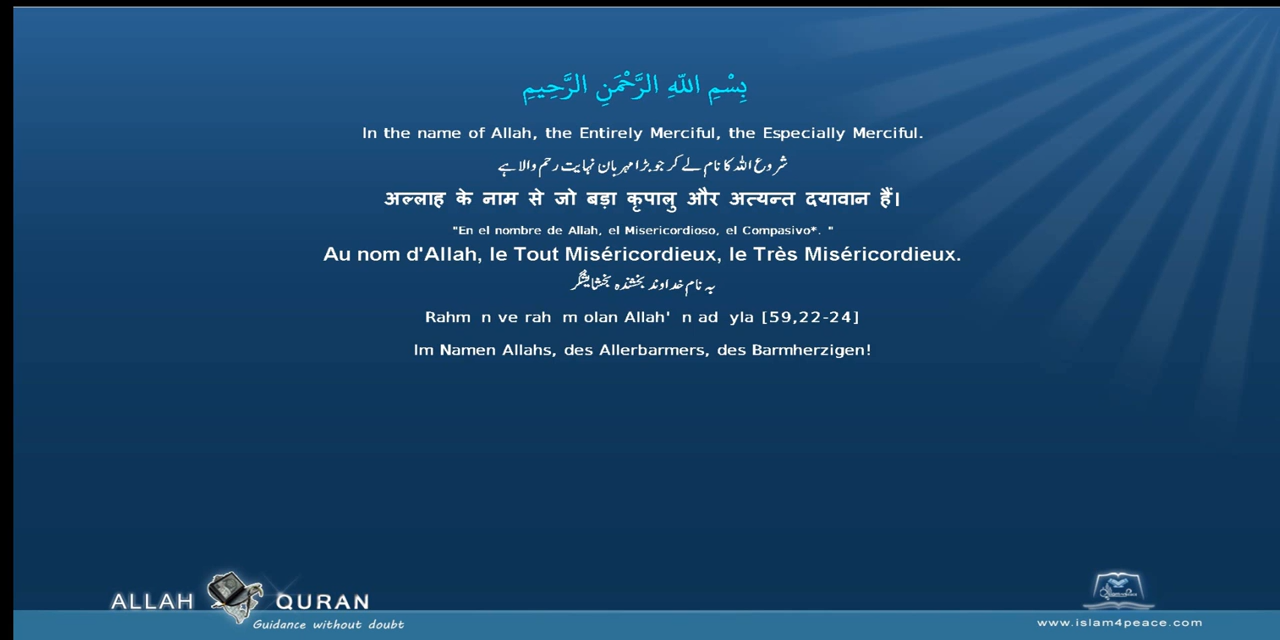 بِسْمِ اللَّهِ الرَّحْمَنِ الرَّحِيمِ
In the name of Allah, the Entirely Merciful, the Especially Merciful.
شروع الله کا نام لے کر جو بڑا مہربان نہایت رحم والا ہے
अल्लाह के नाम से जो बड़ा कृपालु और अत्यन्त दयावान हैं।
"En el nombre de Allah, el Misericordioso, el Compasivo*. "
Au nom d'Allah, le Tout Miséricordieux, le Très Miséricordieux.
به نام خداوند بخشنده بخشایشگر
Rahm n ve rah m olan Allah' n ad yla [59,22-24]
Im Namen Allahs, des Allerbarmers, des Barmherzigen!
ALLAH QURAN
Guidance without doubt
www.islam4peace.com